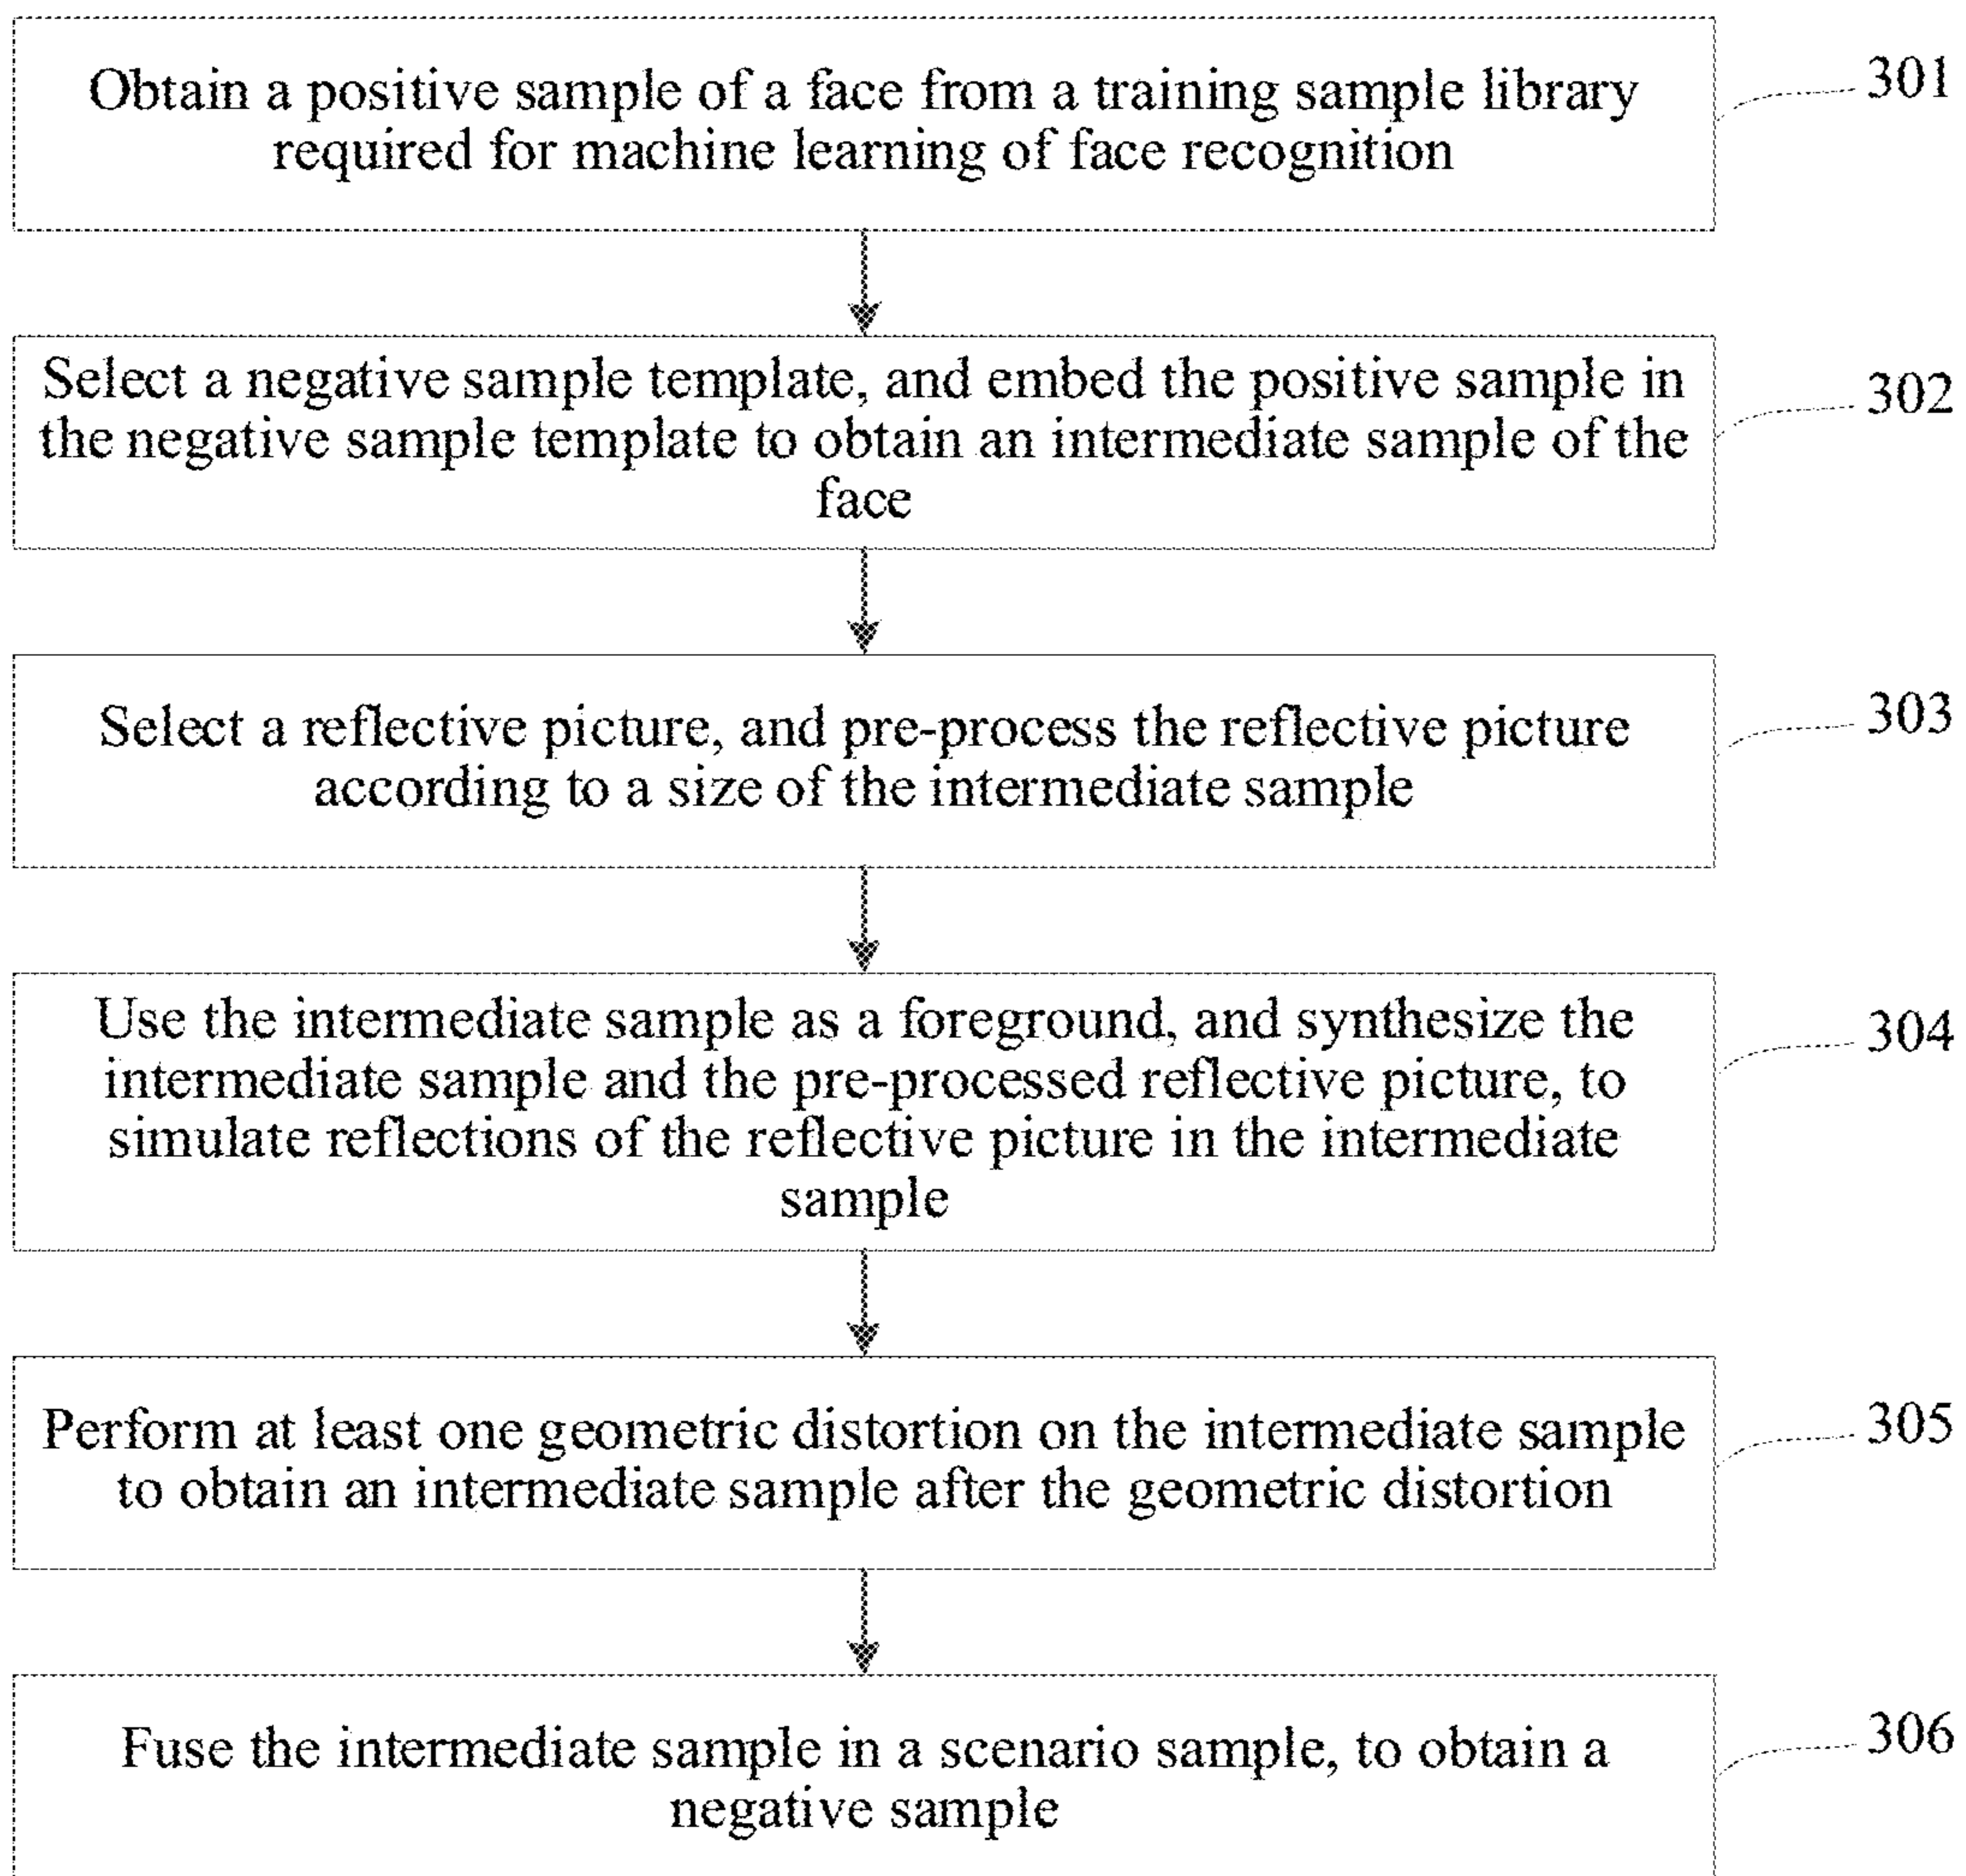 Obtain a positive sample of a face from a training sample library
required for machine learning of face recognition
301
Select a negative sample template, and embed the positive sample in
the negative sample template to obtain an intermediate sample of the
face
302
Select a reflective picture, and pre-process the reflective picture
according to a size of the intermediate sample
303
Use the intermediate sample as a foreground, and synthesize the
intermediate sample and the pre-processed reflective picture, to
simulate reflections of the reflective picture in the intermediate
sample
304
Perform at least one geometric distortion on the intermediate sample
to obtain an intermediate sample after the geometric distortion
305
Fuse the intermediate sample in a scenario sample, to obtain a
negative sample
306